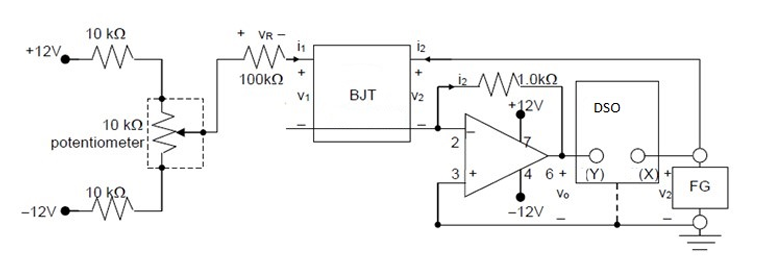 10 kΩ
+12V
10 kΩ
potentiometer
10 kΩ
−12V
+ vR −
100kΩ
i1
+
v1
−
BJT
i2
+
v2
−
i2
1.0kΩ
+12V
2
−
7
3
+
4
6
−12V
+
vo
−
DSO
(Y)
(X)
+
v2
−
FG